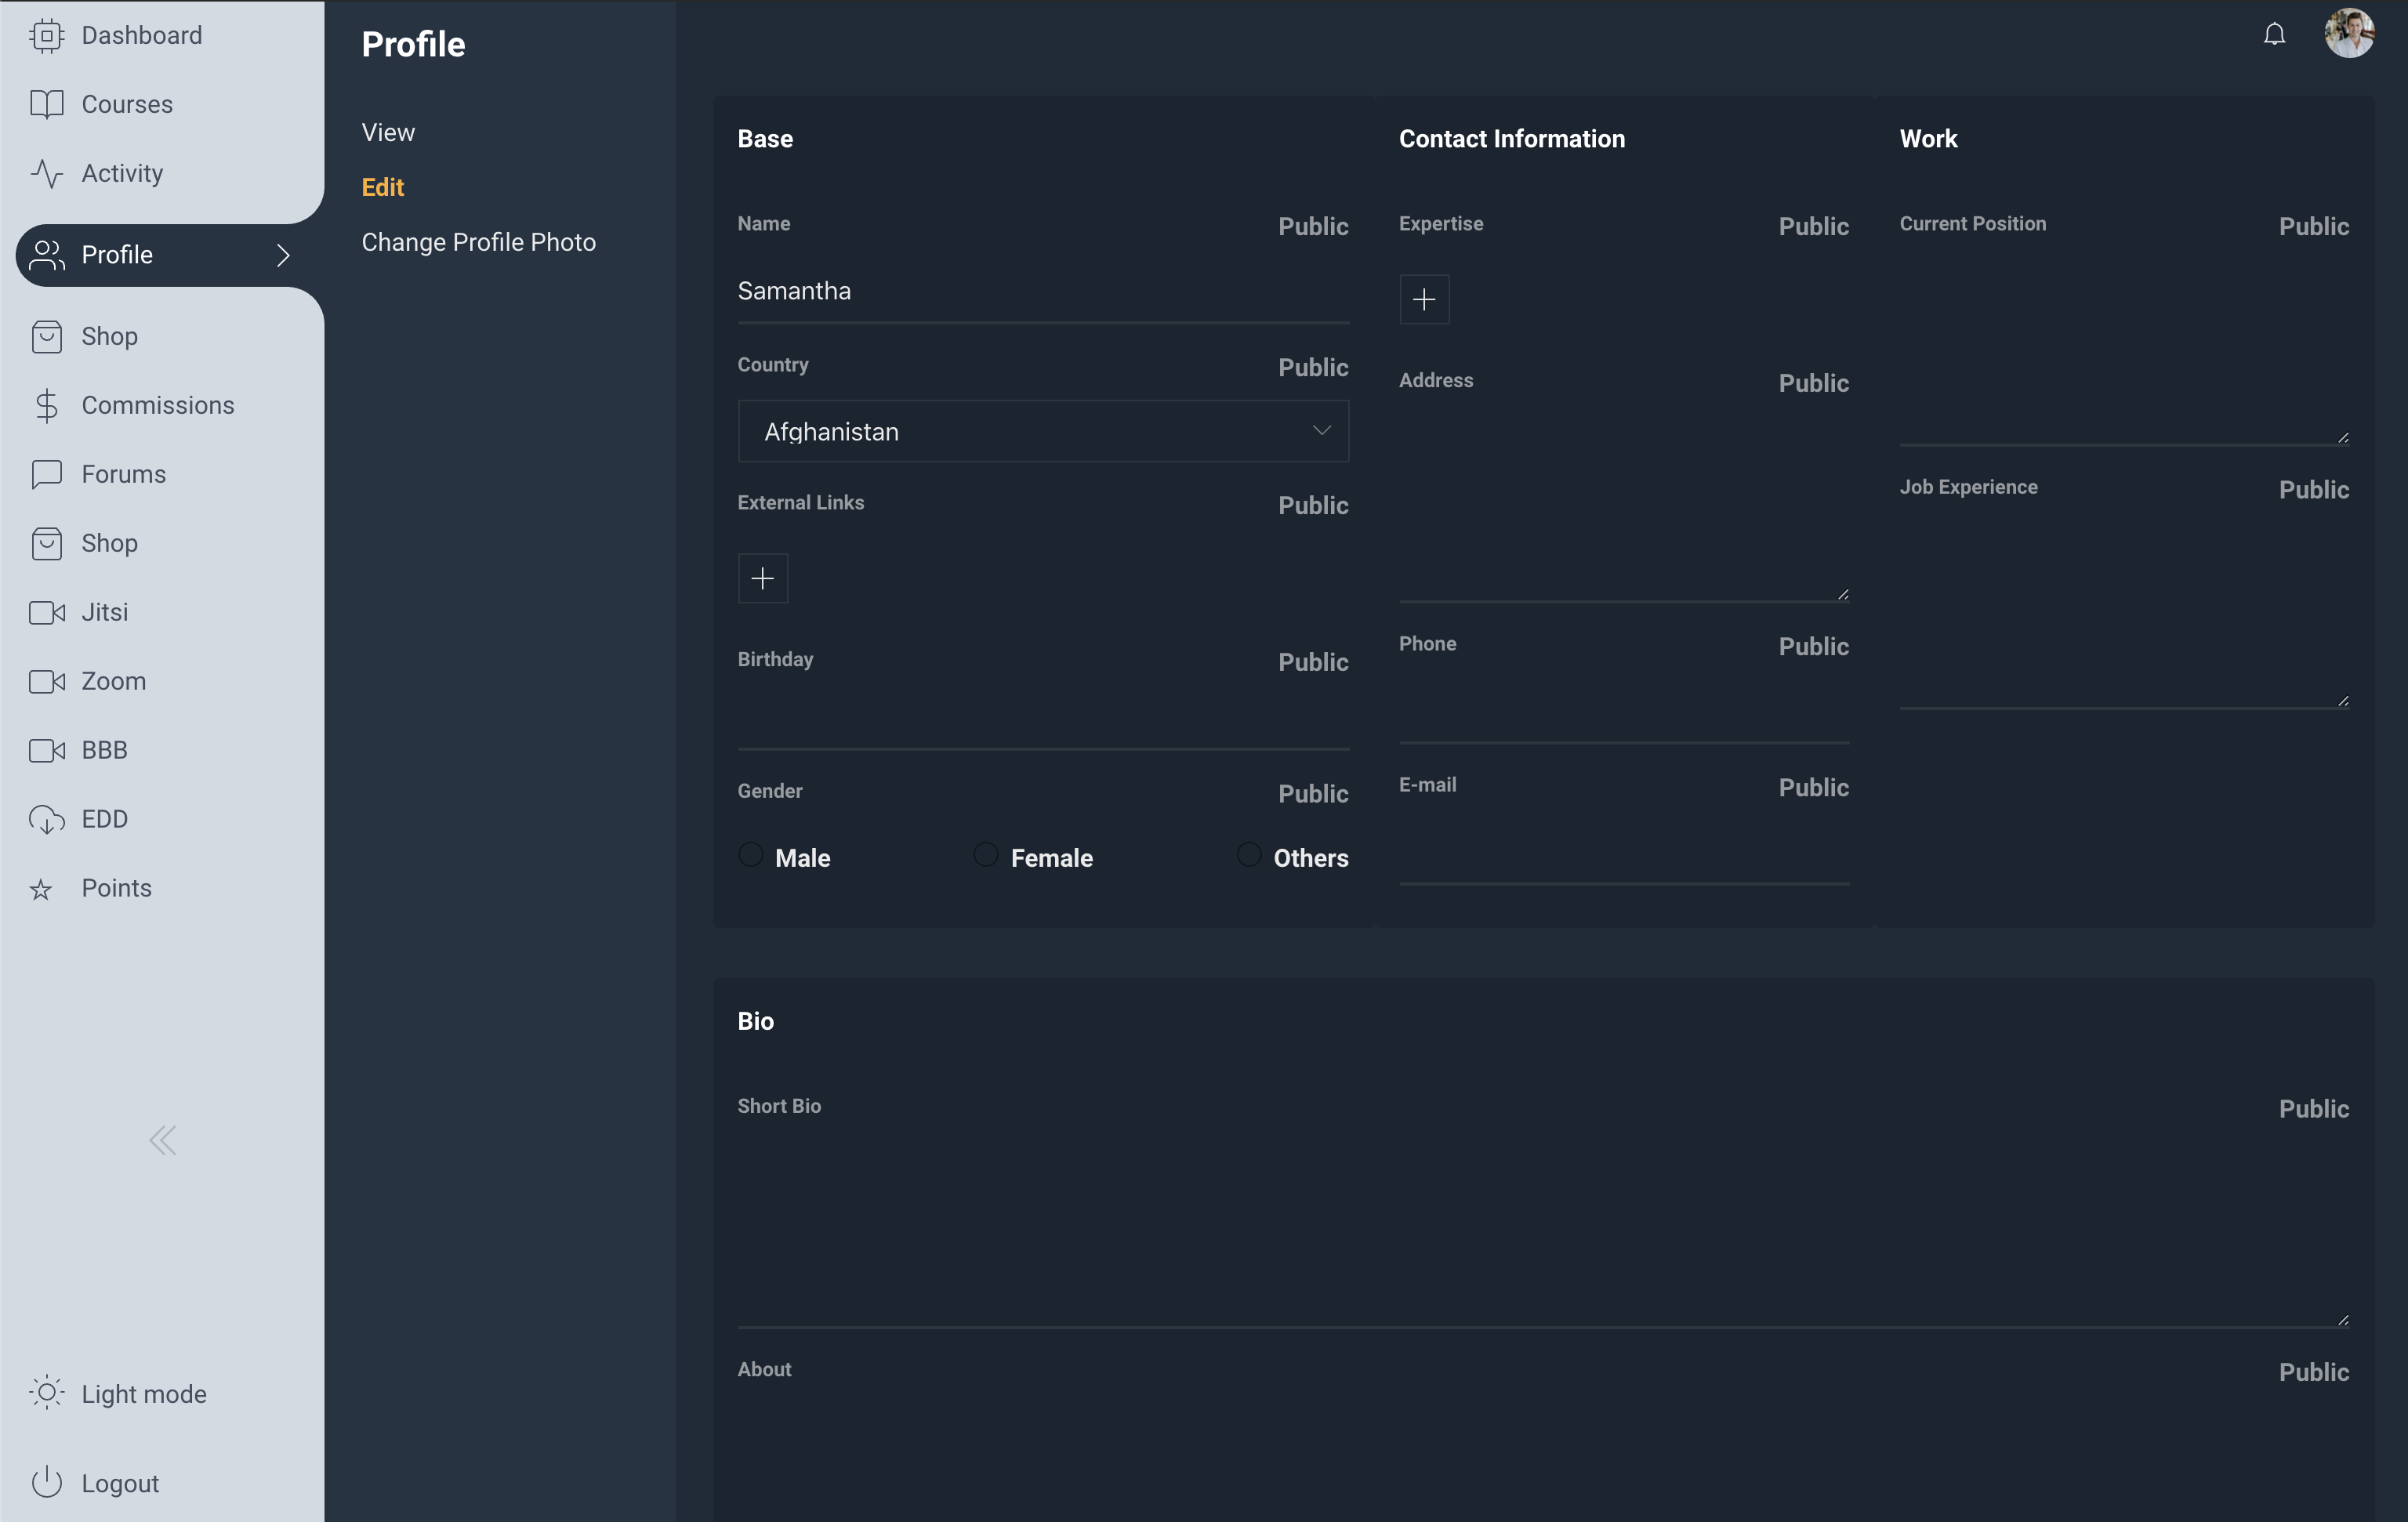 Dashboard
Courses
Activity
Profile
Shop
Commissions
Forums
Shop
Jitsi
Zoom
BBB
EDD
Points
Light mode
Logout
Profile
View
Edit
Change Profile Photo
Base
Name Public
Samantha
Country Public
Afghanistan
External Links Public
Birthday Public
Gender Public
Male Female Others
Contact Information
Expertise Public
Address Public
Phone Public
E-mail Public
Work
Current Position Public
Job Experience Public
Bio
Short Bio Public
About Public